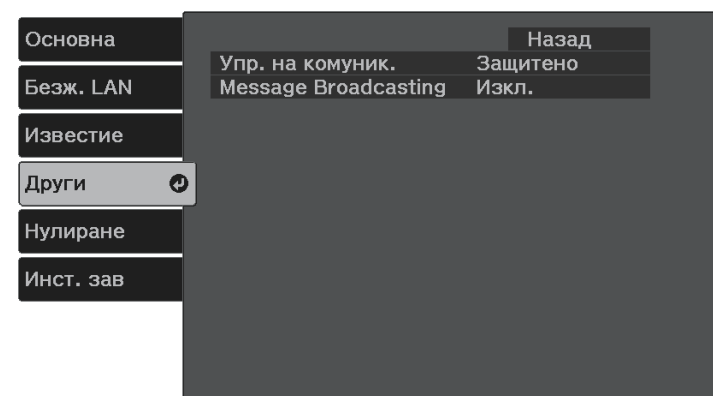 Основна
Безж. LAN
Известие
Други
Нулиране
Инст. зав
Назад
Упр. на комуник. Защитено
Message Broadcasting Изкл.